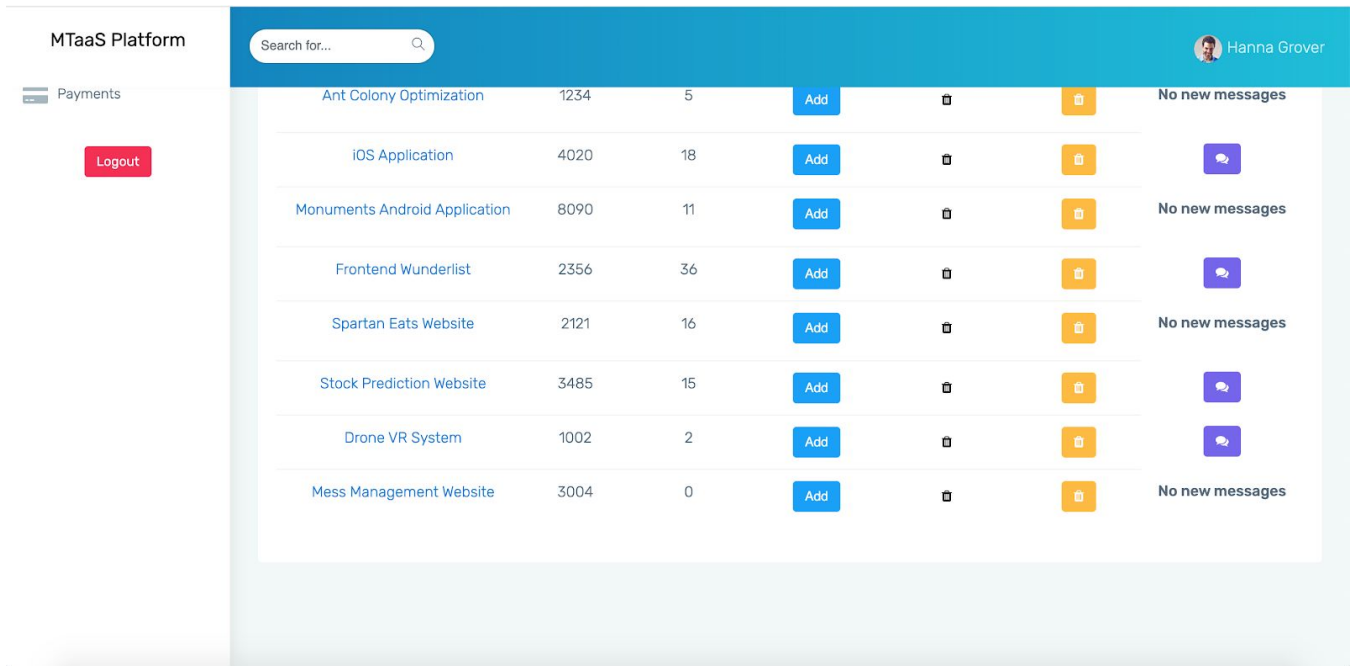 MTaaS Platform
Search for...
Hanna Grover
Payments
Logout
Ant Colony Optimization 1234 5 Add No new messages
iOS Application 4020 18 Add
Monuments Android Application 8090 11 Add No new messages
Frontend Wunderlist 2356 36 Add
Spartan Eats Website 2121 16 Add No new messages
Stock Prediction Website 3485 15 Add
Drone VR System 1002 2 Add
Mess Management Website 3004 0 Add No new messages